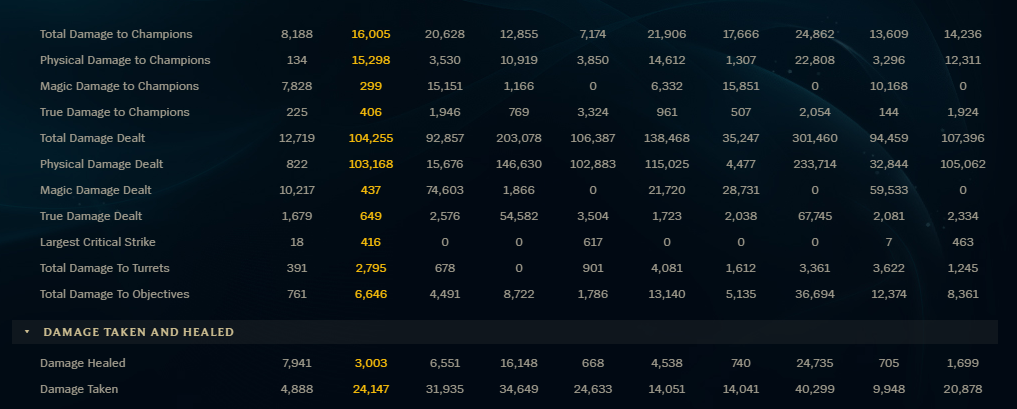 Total Damage to Champions 8,188 16,005 20,628 12,855 7,174 21,906 17,666 24,862 13,609 14,236
Physical Damage to Champions 134 15,298 3,530 10,919 3,850 14,612 1,307 22,808 3,296 12,311
Magic Damage to Champions 7,828 299 15,151 1,166 0 6,332 15,851 0 10,168 0
True Damage to Champions 225 406 1,946 769 3,324 961 507 2,054 144 1,924
Total Damage Dealt 12,719 104,255 92,857 203,078 106,387 138,468 35,247 301,460 94,459 107,396
Physical Damage Dealt 822 103,168 15,676 146,630 102,883 115,025 4,477 233,714 32,844 105,062
Magic Damage Dealt 10,217 437 74,603 1,866 0 21,720 28,731 0 59,533 0
True Damage Dealt 1,679 649 2,576 54,582 3,504 1,723 2,038 67,745 2,081 2,334
Largest Critical Strike 18 416 0 0 617 0 0 0 7 463
Total Damage To Turrets 391 2,795 678 0 901 4,081 1,612 3,361 3,622 1,245
Total Damage To Objectives 761 6,646 4,491 8,722 1,786 13,140 5,135 36,694 12,374 8,361
DAMAGE TAKEN AND HEALED
Damage Healed 7,941 3,003 6,551 16,148 668 4,538 740 24,735 705 1,699
Damage Taken 4,888 24,147 31,935 34,649 24,633 14,051 14,041 40,299 9,948 20,878